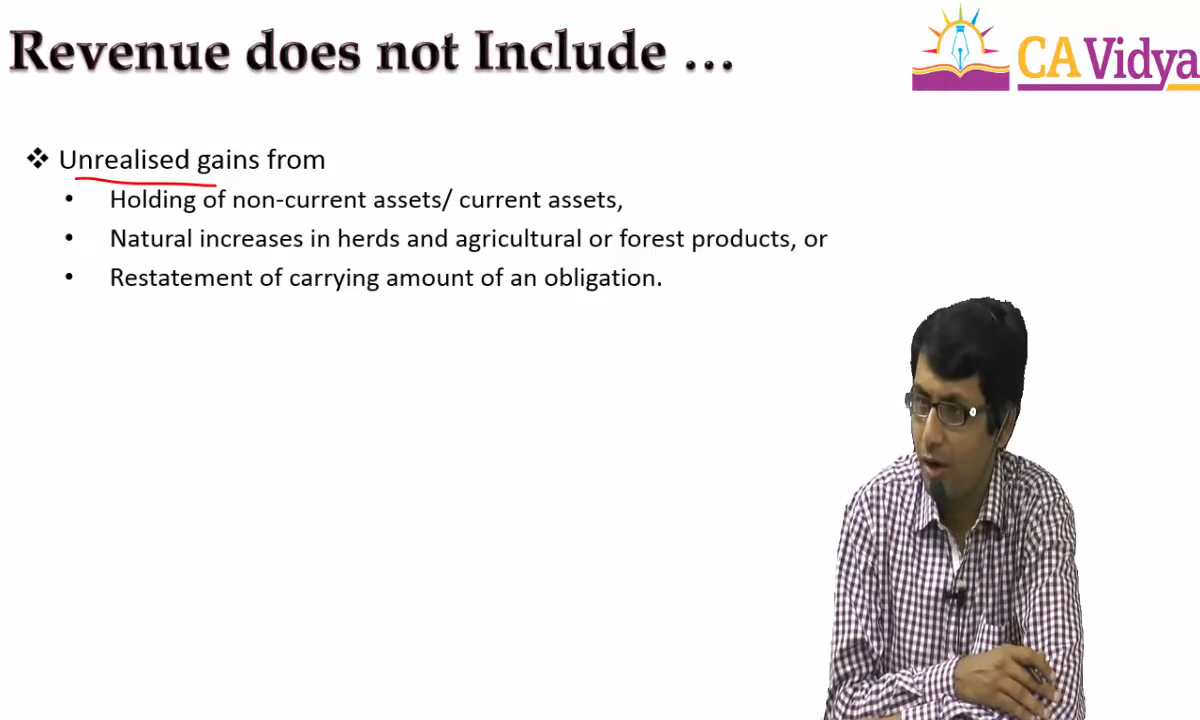 Revenue does not Include ...
CA Vidya
❖ Unrealised gains from
• Holding of non-current assets/ current assets,
• Natural increases in herds and agricultural or forest products, or
• Restatement of carrying amount of an obligation.